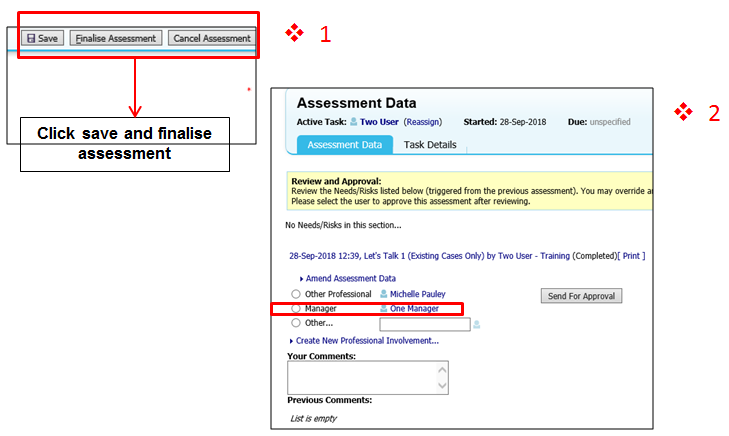 Save Finalise Assessment Cancel Assessment
❖ 1
*
Click save and finalise
assessment
❖ 2
Assessment Data
Active Task: Two User (Reassign) Started: 28-Sep-2018 Due: unspecified
Assessment Data Task Details
Review and Approval:
Review the Needs/Risks listed below (triggered from the previous assessment). You may override
Please select the user to approve this assessment after reviewing.
No Needs/Risks in this section...
28-Sep-2018 12:39, Let's Talk 1 (Existing Cases Only) by Two User - Training (Completed)[ Print ]
Amend Assessment Data
Other Professional Michelle Pauley
Send For Approval
Manager One Manager
Other...
Create New Professional Involvement...
Your Comments:
Previous Comments:
List is empty